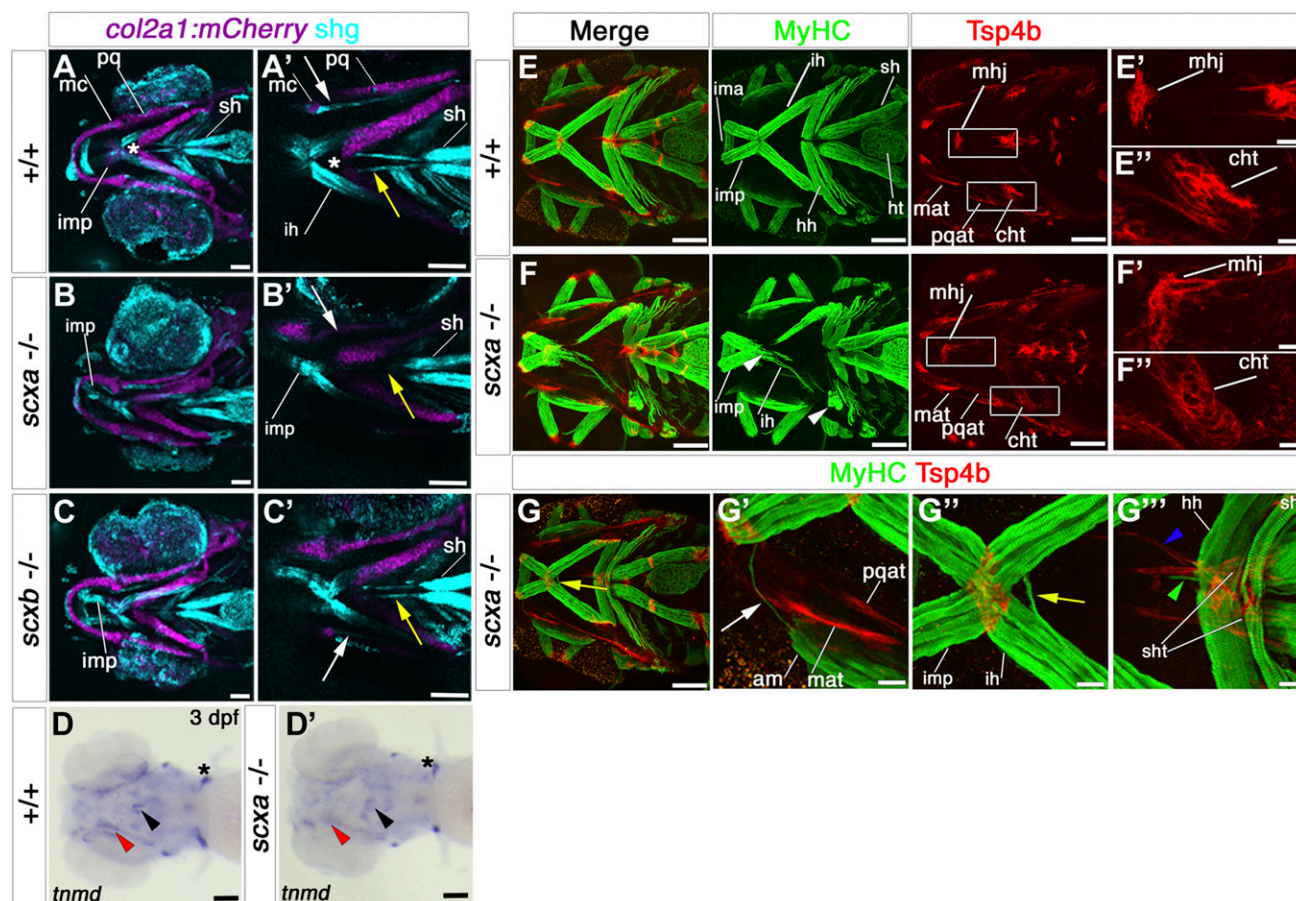 col2a1:mCherry shg
Merge
MyHC
Tsp4b
+/+
A
pq
mc
sh
*
imp
A'
mc
pq
sh
*
ih
scxa -/-
B
imp
B'
sh
imp
scxb -/-
C
imp
C'
sh
+/+
D
3 dpf
*
tnmd
scxa -/-
D'
*
tnmd
+/+
E
ih
sh
ima
imp
hh
ht
mhj
mat
pqat
cht
E'
mhj
E''
cht
scxa -/-
F
imp
ih
mhj
mat
pqat
cht
F'
mhj
F''
cht
MyHC Tsp4b
scxa -/-
G
G'
pqat
am
mat
G''
imp
ih
G'''
hh
sh
sht